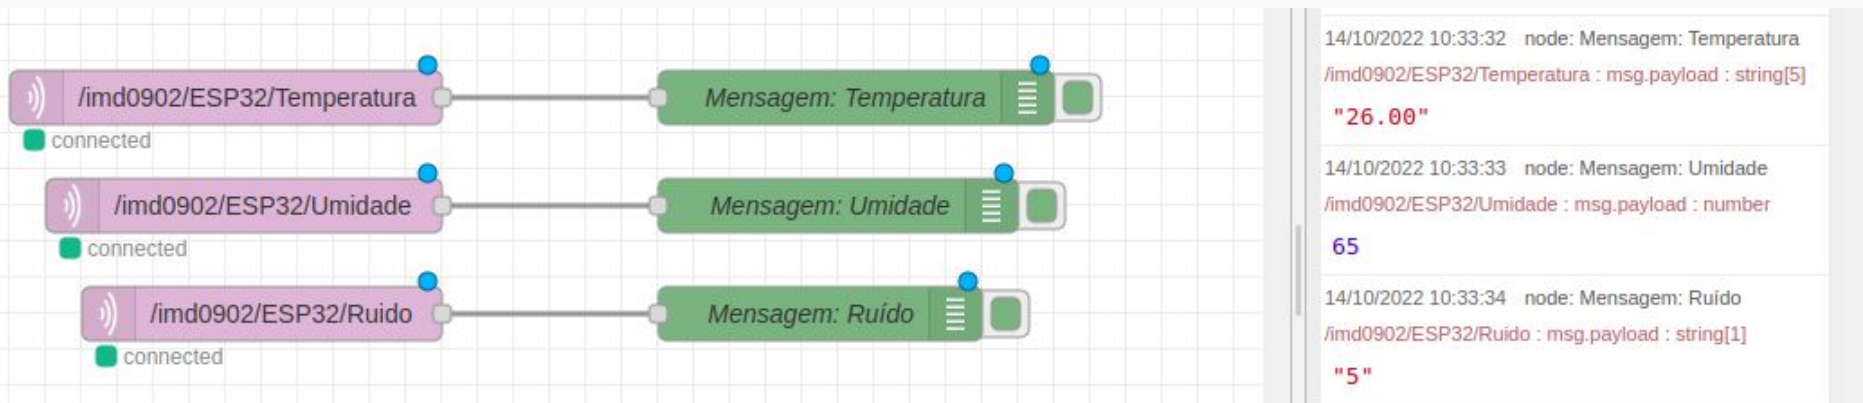 /imd0902/ESP32/Temperatura
connected
Mensagem: Temperatura
/imd0902/ESP32/Umidade
connected
Mensagem: Umidade
/imd0902/ESP32/Ruido
connected
Mensagem: Ruído
14/10/2022 10:33:32 node: Mensagem: Temperatura
/imd0902/ESP32/Temperatura : msg.payload : string[5]
"26.00"
14/10/2022 10:33:33 node: Mensagem: Umidade
/imd0902/ESP32/Umidade : msg.payload : number
65
14/10/2022 10:33:34 node: Mensagem: Ruído
/imd0902/ESP32/Ruido : msg.payload : string[1]
"5"